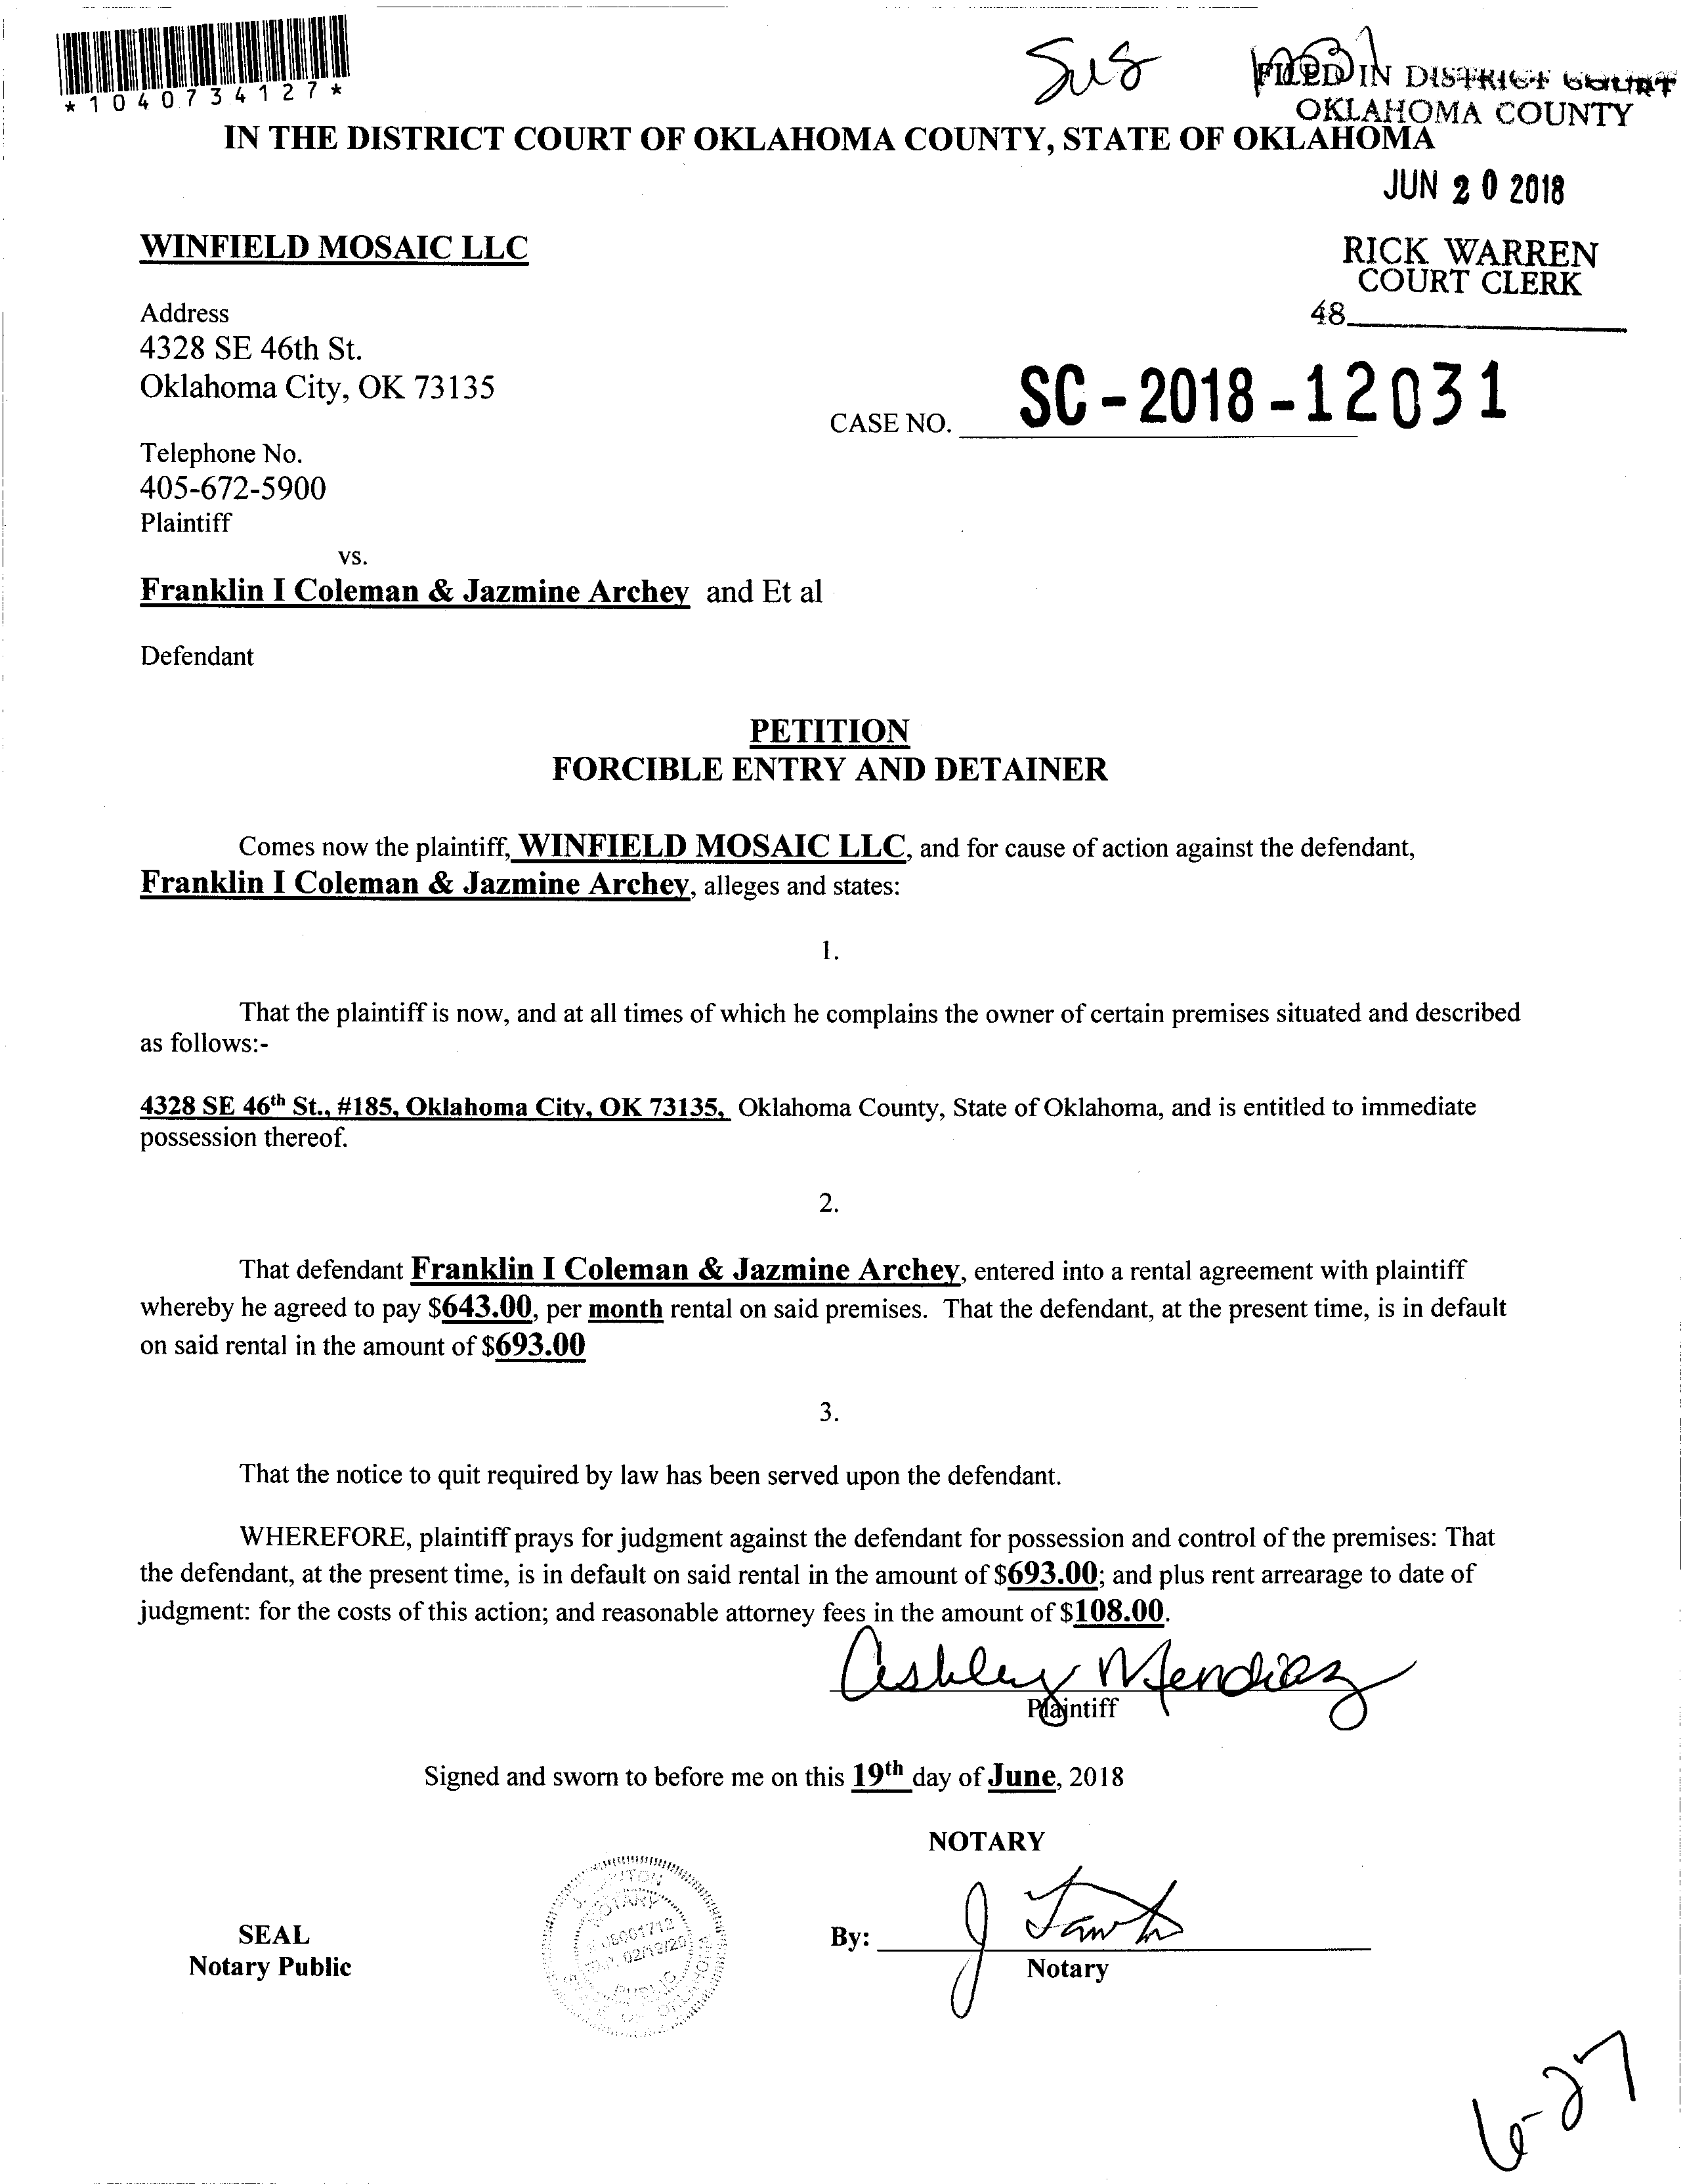 *1040734127*
FILED IN DISTRICT COURT
OKLAHOMA COUNTY
IN THE DISTRICT COURT OF OKLAHOMA COUNTY, STATE OF OKLAHOMA
JUN 20 2018
WINFIELD MOSAIC LLC
RICK WARREN
COURT CLERK
48
Address
4328 SE 46th St.
Oklahoma City, OK 73135
CASE NO. SC-2018-12031
Telephone No.
405-672-5900
Plaintiff
vs.
Franklin I Coleman & Jazmine Archey and Et al
Defendant
PETITION
FORCIBLE ENTRY AND DETAINER
Comes now the plaintiff, WINFIELD MOSAIC LLC, and for cause of action against the defendant,
Franklin I Coleman & Jazmine Archey, alleges and states:
1.
That the plaintiff is now, and at all times of which he complains the owner of certain premises situated and described
as follows:-
4328 SE 46th St., #185, Oklahoma City, OK 73135, Oklahoma County, State of Oklahoma, and is entitled to immediate
possession thereof.
2.
That defendant Franklin I Coleman & Jazmine Archey, entered into a rental agreement with plaintiff
whereby he agreed to pay $643.00, per month rental on said premises. That the defendant, at the present time, is in default
on said rental in the amount of $693.00
3.
That the notice to quit required by law has been served upon the defendant.
WHEREFORE, plaintiff prays for judgment against the defendant for possession and control of the premises: That
the defendant, at the present time, is in default on said rental in the amount of $693.00; and plus rent arrearage to date of
judgment: for the costs of this action; and reasonable attorney fees in the amount of $108.00.
Ashley Mendiaz
Plaintiff
Signed and sworn to before me on this 19th day of June, 2018
NOTARY
SEAL
Notary Public
NOTARY
PUBLIC
OKLAHOMA
By:
Notary
6-27